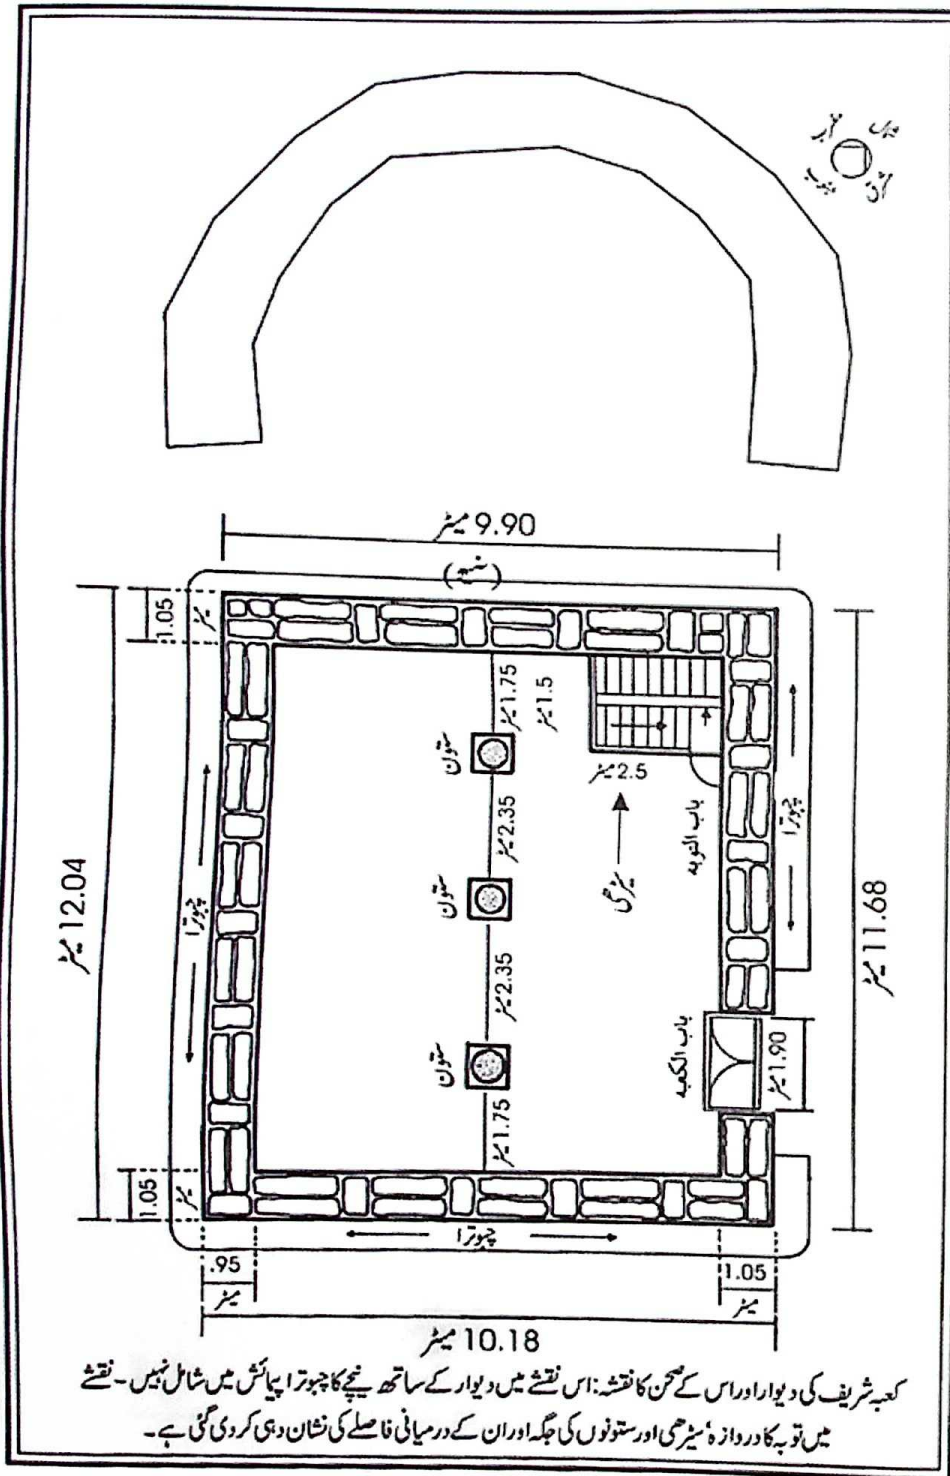 شمال
مغرب
جنوب
مشرق
9.90 میٹر
1.05
میٹر
1.75 میٹر
1.5 میٹر
ستون
2.5 میٹر
باب التوبہ
سیڑھی
2.35 میٹر
ستون
2.35 میٹر
ستون
1.75 میٹر
باب الکعبہ
1.90 میٹر
چبوترا
چبوترا
چبوترا
12.04 میٹر
11.68 میٹر
1.05
میٹر
.95
میٹر
1.05
میٹر
10.18 میٹر
کعبہ شریف کی دیوار اور اس کے صحن کا نقشہ: اس نقشے میں دیوار کے ساتھ نیچے کا چبوترا پیمائش میں شامل نہیں۔ نقشے
میں توبہ کا دروازہ‘ سیڑھی اور ستونوں کی جگہ اور ان کے درمیانی فاصلے کی نشان دہی کر دی گئی ہے۔